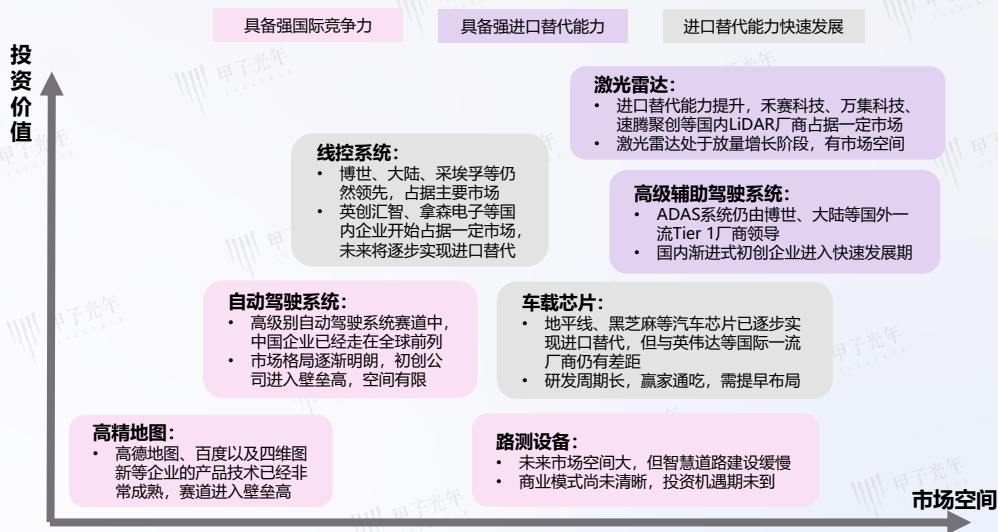 具备强国际竞争力
具备强进口替代能力
进口替代能力快速发展
投资价值
激光雷达：
• 进口替代能力提升，禾赛科技、万集科技、
速腾聚创等国内LiDAR厂商占据一定市场
• 激光雷达处于放量增长阶段，有市场空间
线控系统：
• 博世、大陆、采埃孚等仍
然领先，占据主要市场
• 英创汇智、拿森电子等国
内企业开始占据一定市场，
未来将逐步实现进口替代
高级辅助驾驶系统：
• ADAS系统仍由博世、大陆等国外一
流Tier 1厂商领导
• 国内渐进式初创企业进入快速发展期
自动驾驶系统：
• 高级别自动驾驶系统赛道中，
中国企业已经走在全球前列
• 市场格局逐渐明朗，初创公
司进入壁垒高，空间有限
车载芯片：
• 地平线、黑芝麻等汽车芯片已逐步实
现进口替代，但与英伟达等国际一流
厂商仍有差距
• 研发周期长，赢家通吃，需提早布局
高精地图：
• 高德地图、百度以及四维图
新等企业的产品技术已经非
常成熟，赛道进入壁垒高
路测设备：
• 未来市场空间大，但智慧道路建设缓慢
• 商业模式尚未清晰，投资机遇期未到
市场空间
甲子光年